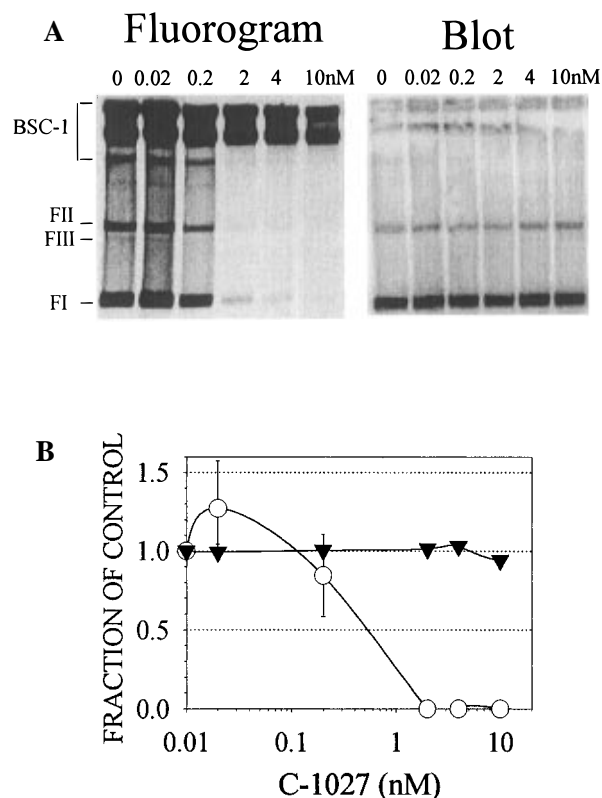 A
Fluorogram
Blot
0 0.02 0.2 2 4 10nM
0 0.02 0.2 2 4 10nM
BSC-1
FII
FIII
FI
B
FRACTION OF CONTROL
1.5
1.0
0.5
0.0
0.01 0.1 1 10
C-1027 (nM)